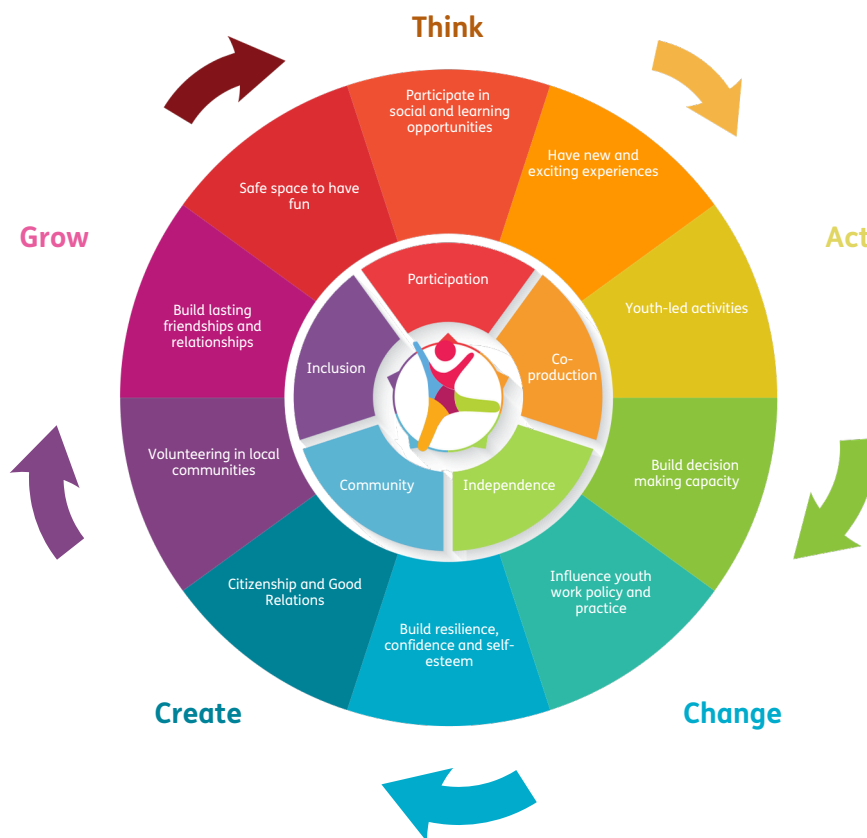 Think
Participate in
social and learning
opportunities
Have new and
exciting experiences
Safe space to have
fun
Grow
Act
Participation
Build lasting
friendships and
relationships
Youth-led activities
Inclusion
Co-
production
Volunteering in local
communities
Build decision
making capacity
Community
Independence
Citizenship and Good
Relations
Influence youth
work policy and
practice
Build resilience,
confidence and self-
esteem
Create
Change